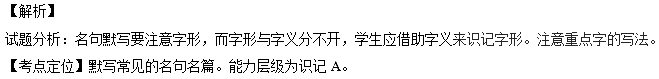 【解析】
试题分析：名句默写要注意字形，而字形与字义分不开，学生应借助字义来识记字形。注意重点字的写法。
【考点定位】默写常见的名句名篇。能力层级为识记 A。